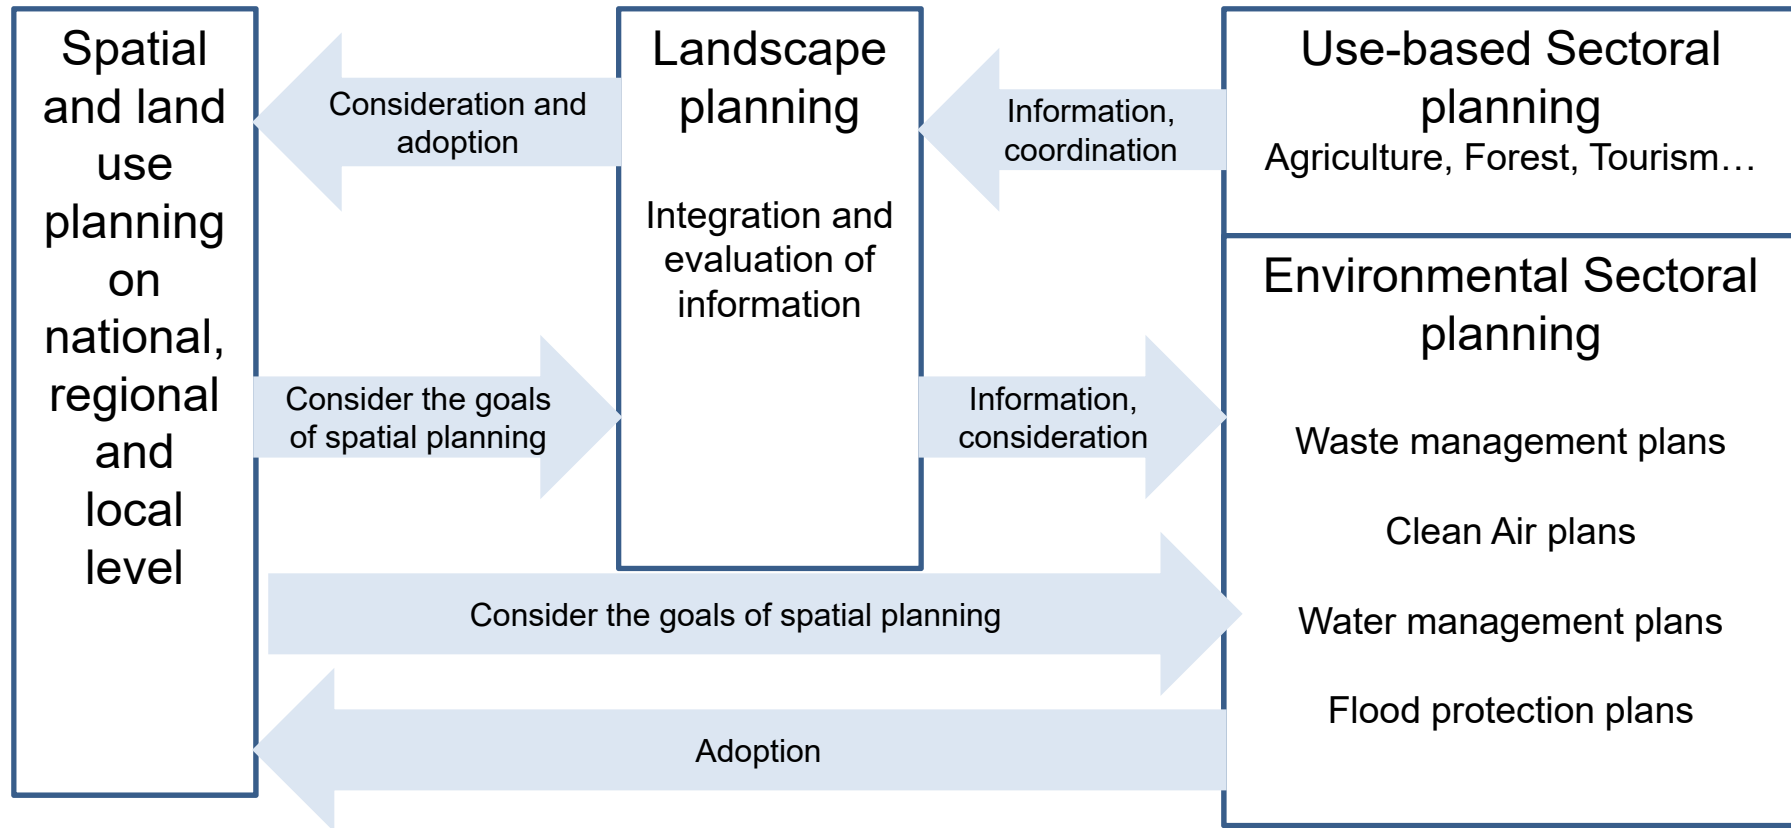 Spatial
and land
use
planning
on
national,
regional
and
local
level
Consideration and
adoption
Consider the goals
of spatial planning
Landscape
planning
Integration and
evaluation of
information
Information,
coordination
Information,
consideration
Use-based Sectoral
planning
Agriculture, Forest, Tourism…
Environmental Sectoral
planning
Waste management plans
Clean Air plans
Water management plans
Flood protection plans
Consider the goals of spatial planning
Adoption